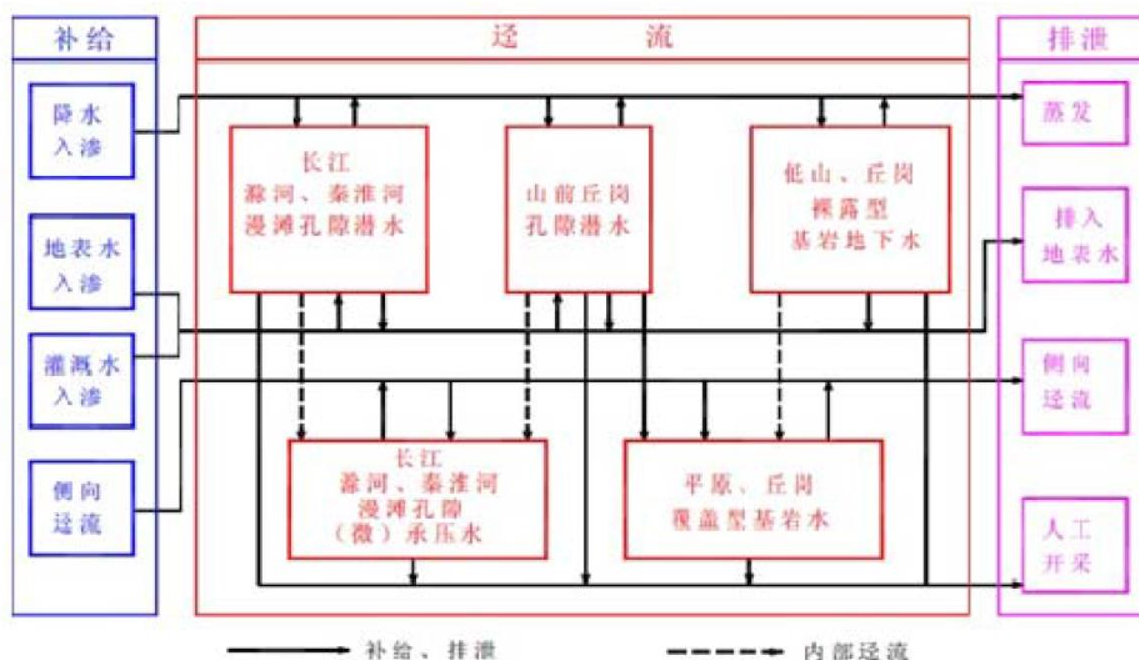 补给
降水
入渗
地表水
入渗
灌溉水
入渗
侧向
迳流
迳 流
长江
滁河、秦淮河
漫滩孔隙潜水
山前丘岗
孔隙潜水
低山、丘岗
裸露型
基岩地下水
长江
滁河、秦淮河
漫滩孔隙
（微）承压水
平原、丘岗
覆盖型基岩水
排泄
蒸发
排入
地表水
侧向
迳流
人工
开采
补给、排泄
内部迳流